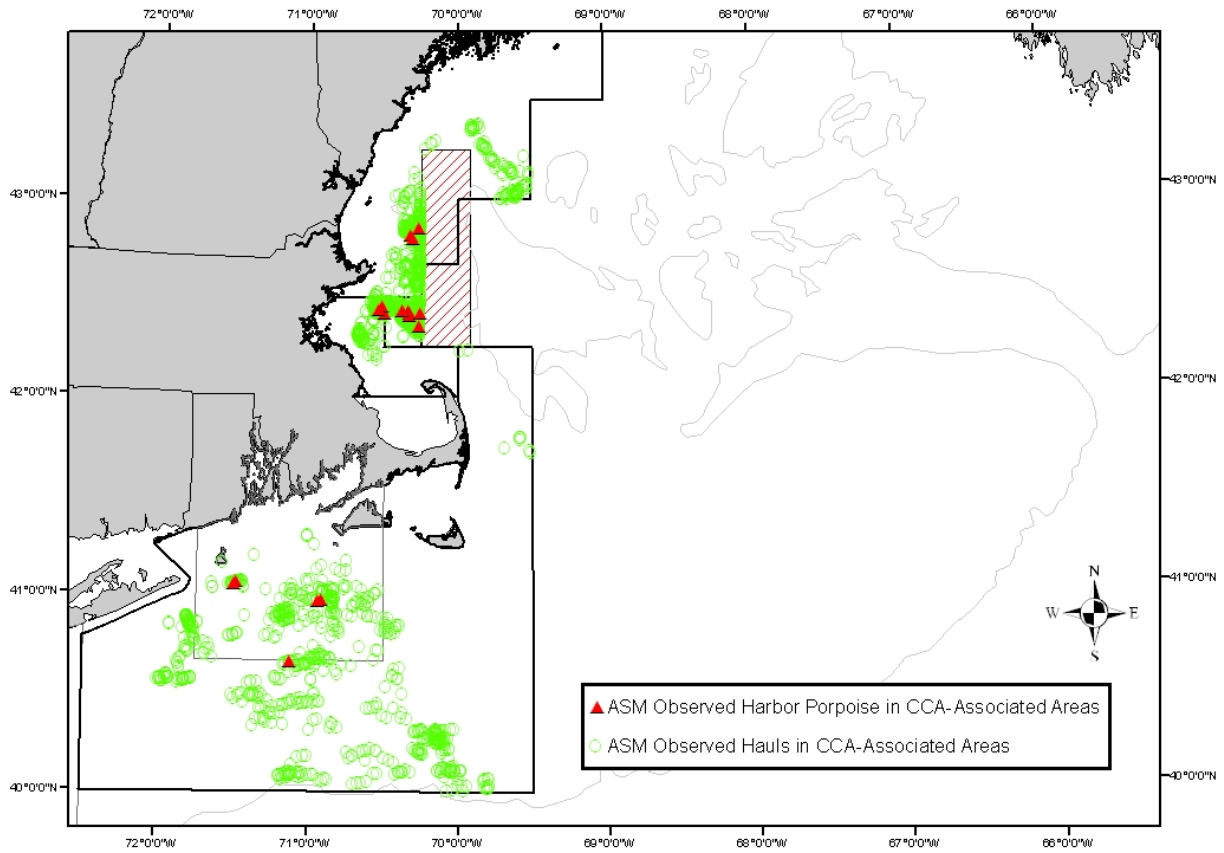 72°0'0"W 71°0'0"W 70°0'0"W 69°0'0"W 68°0'0"W 67°0'0"W 66°0'0"W
43°0'0"N 43°0'0"N
42°0'0"N 42°0'0"N
41°0'0"N 41°0'0"N
N
W E
S
ASM Observed Harbor Porpoise in CCA-Associated Areas
ASM Observed Hauls in CCA-Associated Areas
40°0'0"N 40°0'0"N
72°0'0"W 71°0'0"W 70°0'0"W 69°0'0"W 68°0'0"W 67°0'0"W 66°0'0"W